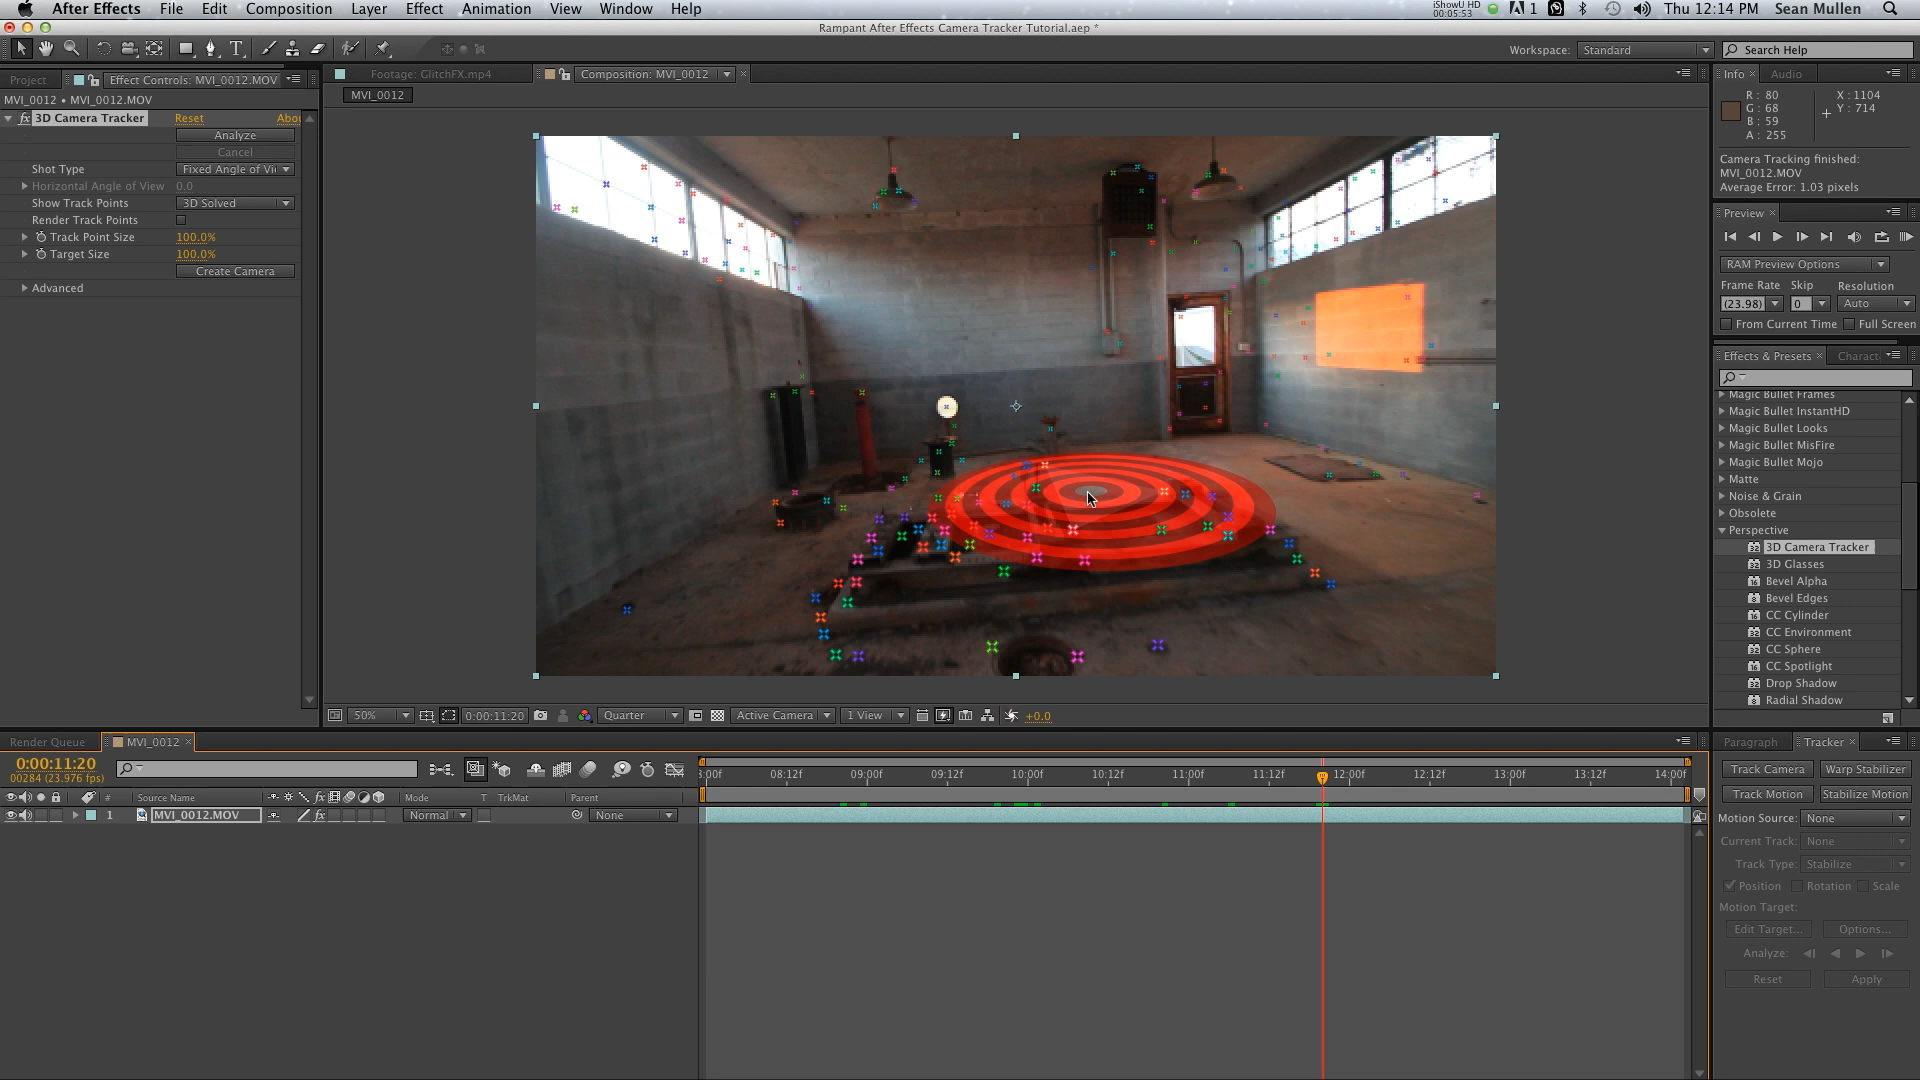 After Effects File Edit Composition Layer Effect Animation View Window Help
iShowU HD 00:05:53
1
Thu 12:14 PM Sean Mullen
Rampant After Effects Camera Tracker Tutorial.aep *
Workspace: Standard
Search Help
Project
Effect Controls: MVI_0012.MOV
MVI_0012 • MVI_0012.MOV
fx 3D Camera Tracker Reset
Analyze
Cancel
Shot Type
Horizontal Angle of View 0.0
Show Track Points 3D Solved
Render Track Points
Track Point Size 100.0%
Target Size 100.0%
Create Camera
Advanced
Footage: GlitchFX.mp4
Composition: MVI_0012
MVI_0012
50%
0:00:11:20
Quarter
Active Camera
1 View
+0.0
Info
Audio
R : 80
G : 68
B : 59
A : 255
X : 1104
Y : 714
Camera Tracking finished:
MVI_0012.MOV
Average Error: 1.03 pixels
Preview
RAM Preview Options
Frame Rate Skip Resolution
(23.98) 0 Auto
From Current Time Full Screen
Effects & Presets
Magic Bullet Frames
Magic Bullet InstantHD
Magic Bullet Looks
Magic Bullet MisFire
Magic Bullet Mojo
Matte
Noise & Grain
Obsolete
Perspective
3D Camera Tracker
3D Glasses
Bevel Alpha
Bevel Edges
CC Cylinder
CC Environment
CC Sphere
CC Spotlight
Drop Shadow
Radial Shadow
Render Queue
MVI_0012
0:00:11:20
00284 (23.976 fps)
# Source Name fx Mode T TrkMat Parent
1 MVI_0012.MOV fx Normal None
08:12f 09:00f 09:12f 10:00f 10:12f 11:00f 11:12f 12:00f 12:12f 13:00f 13:12f 14:00f
Paragraph
Tracker
Track Camera Warp Stabilizer
Track Motion Stabilize Motion
Motion Source: None
Current Track: None
Track Type: Stabilize
Position Rotation Scale
Motion Target:
Edit Target... Options...
Analyze:
Reset Apply